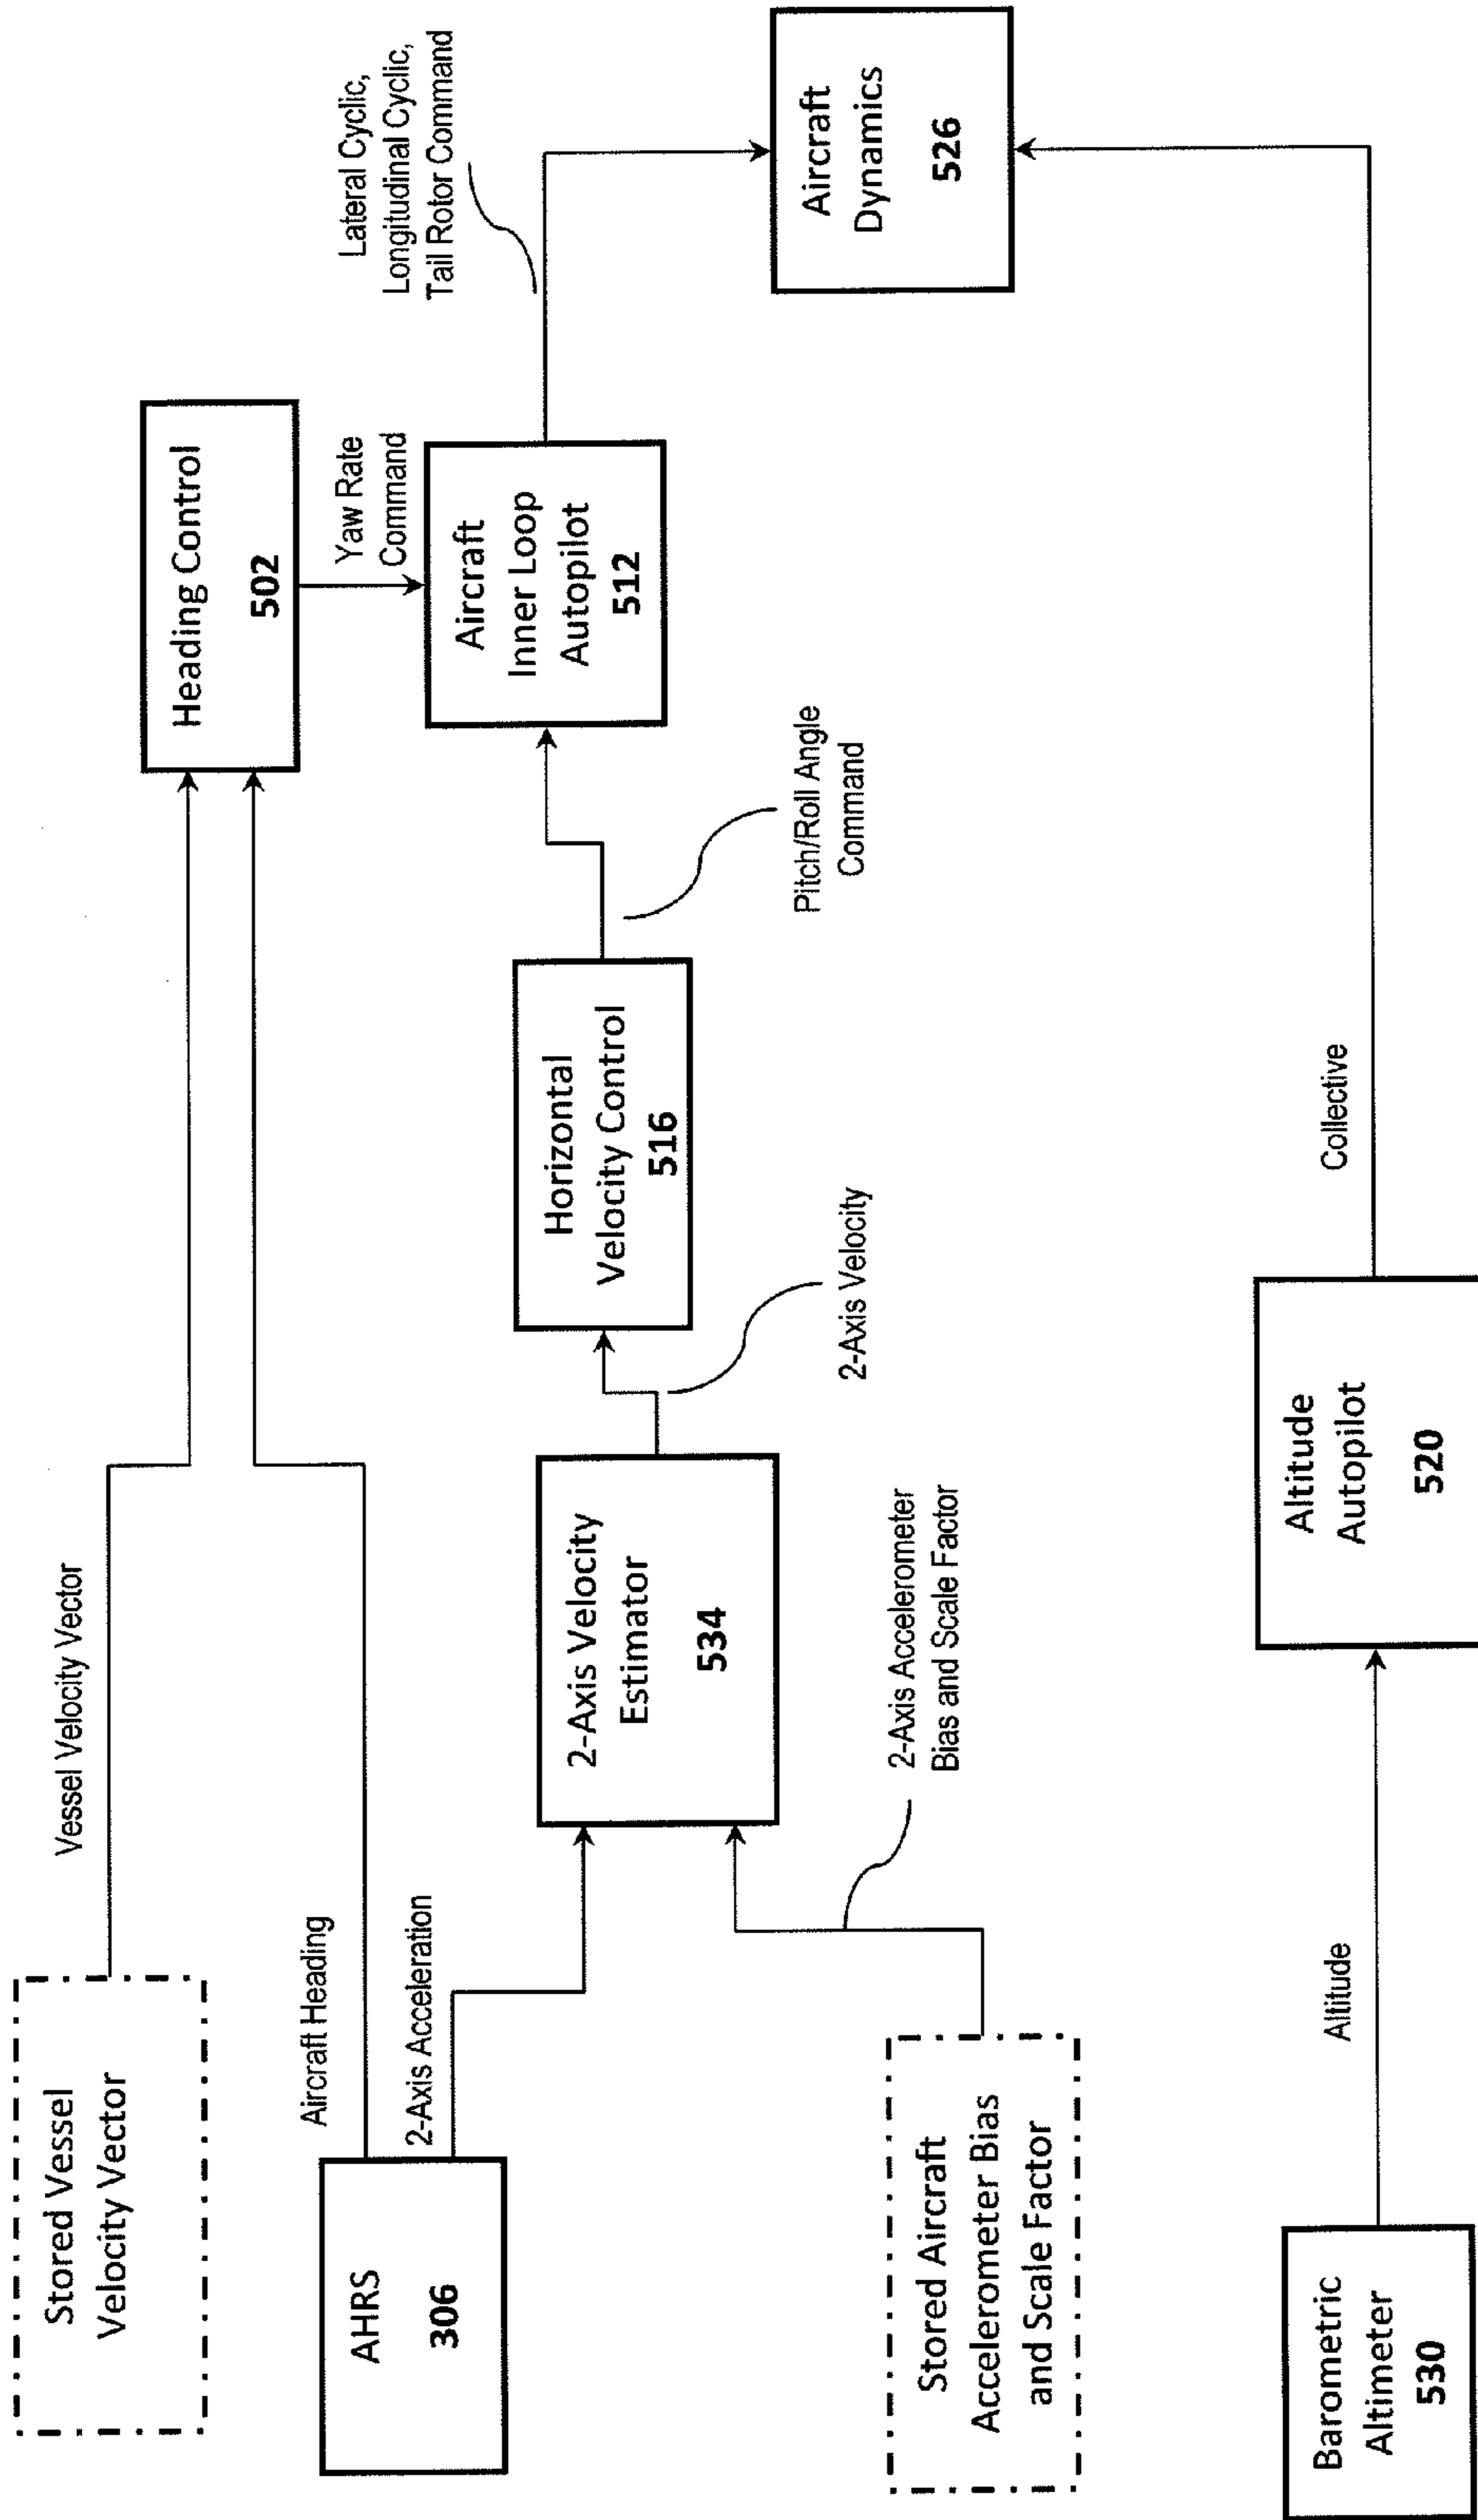 Stored Vessel
Velocity Vector
Vessel Velocity Vector
Heading Control
502
AHRS
306
Aircraft Heading
2-Axis Acceleration
Yaw Rate
Command
Lateral Cyclic,
Longitudinal Cyclic,
Tail Rotor Command
2-Axis Velocity
Estimator
534
Horizontal
Velocity Control
516
Aircraft
Inner Loop
Autopilot
512
Aircraft
Dynamics
526
2-Axis Velocity
Pitch/Roll Angle
Command
Stored Aircraft
Accelerometer Bias
and Scale Factor
2-Axis Accelerometer
Bias and Scale Factor
Barometric
Altimeter
530
Altitude
Altitude
Autopilot
520
Collective